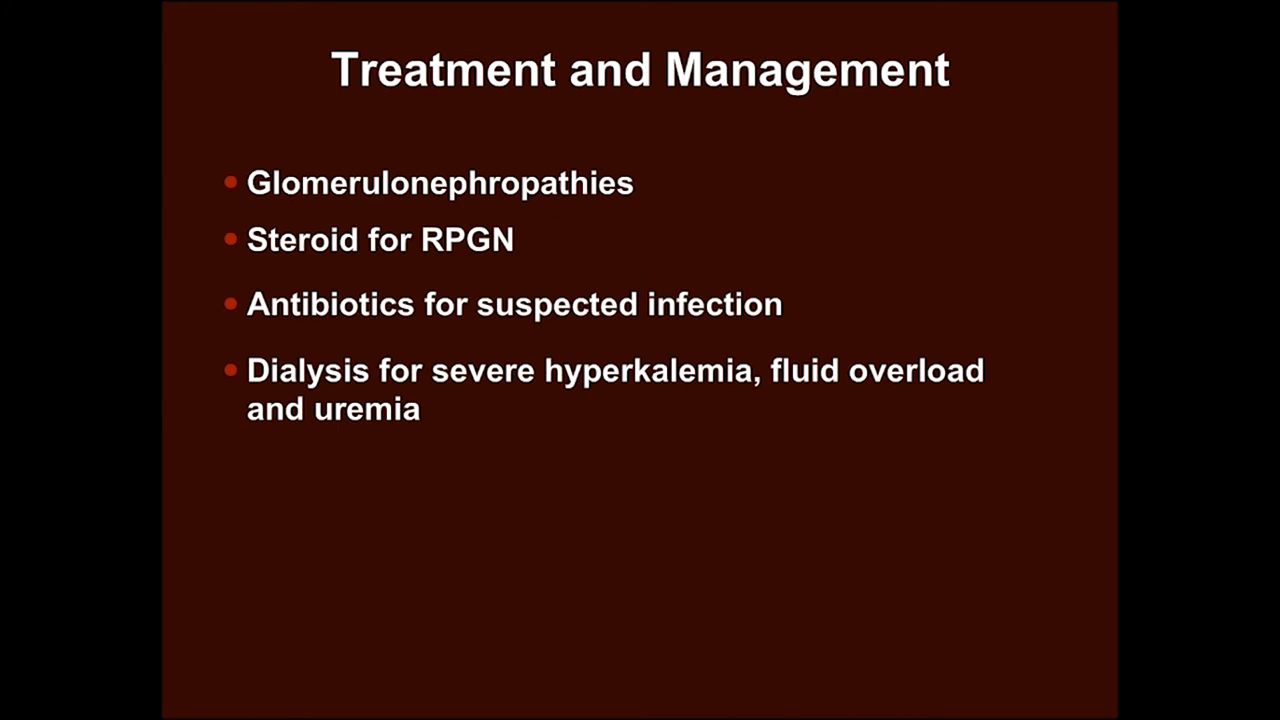 Treatment and Management
• Glomerulonephropathies
• Steroid for RPGN
• Antibiotics for suspected infection
• Dialysis for severe hyperkalemia, fluid overload
and uremia